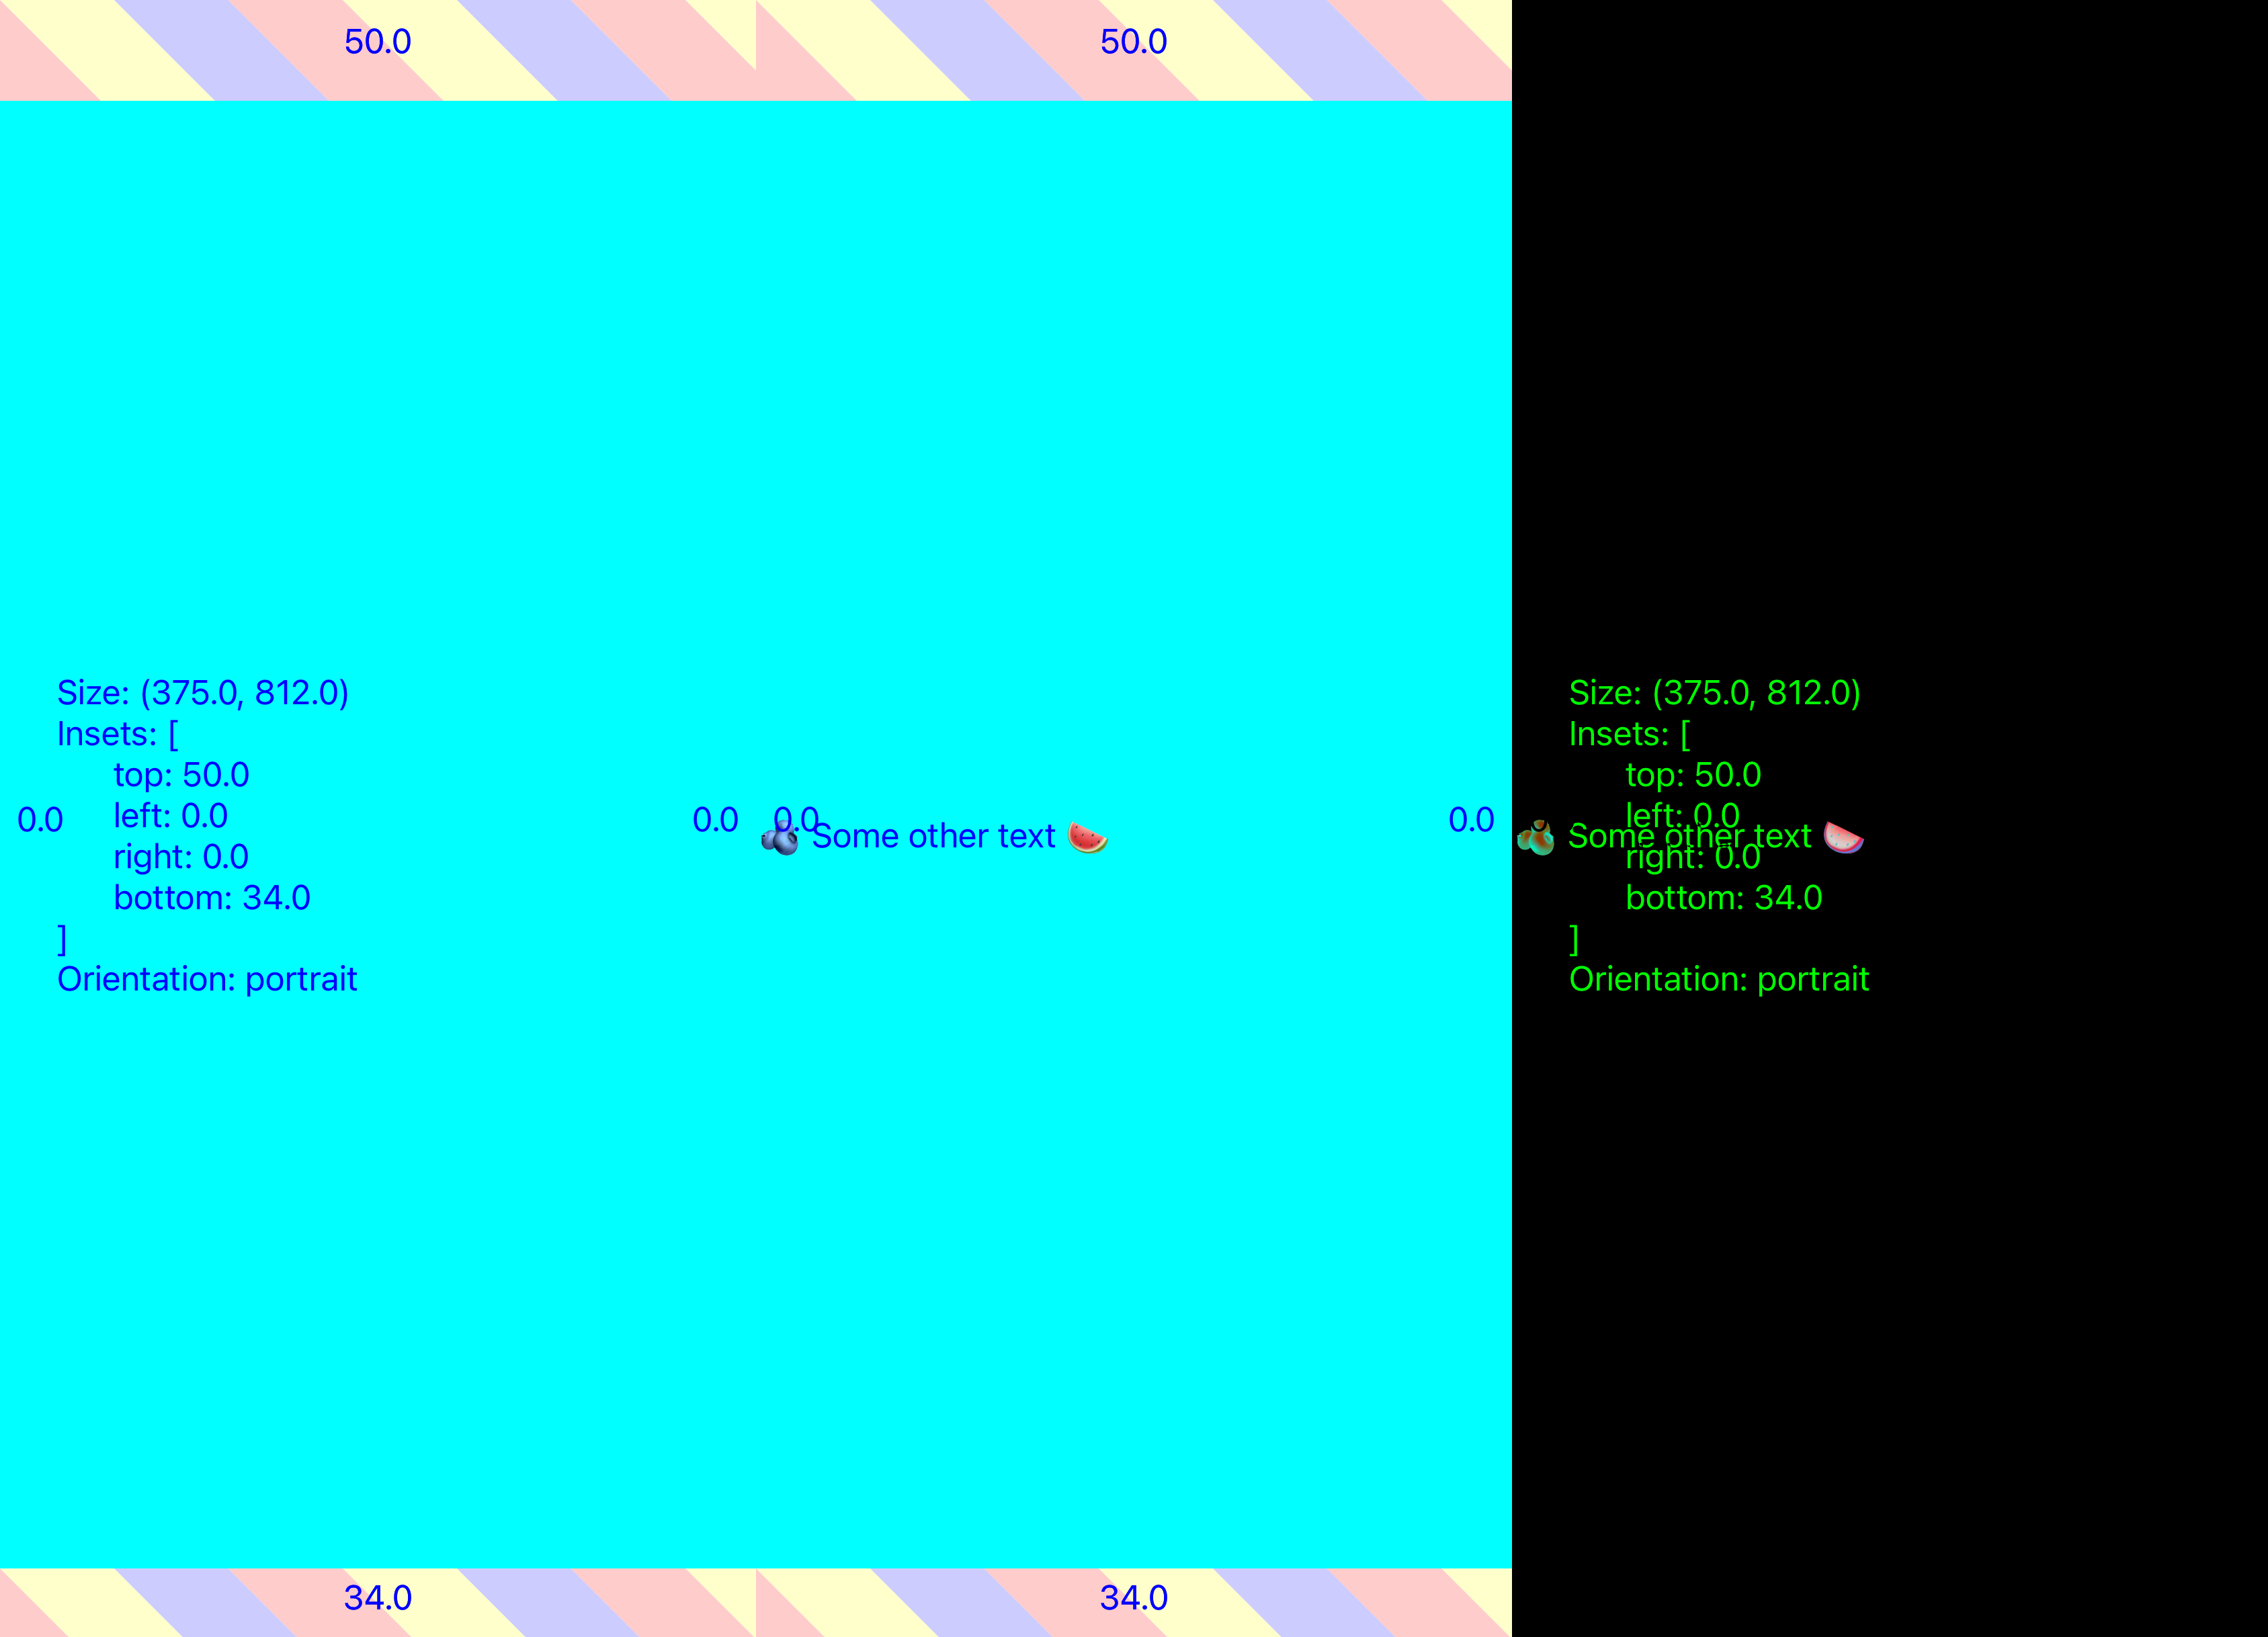 50.0
Size: (375.0, 812.0)
Insets: [
top: 50.0
0.0
left: 0.0
0.0
right: 0.0
bottom: 34.0
]
Orientation: portrait
34.0
50.0
0.0
0.0
🫐 Some other text 🍉
34.0
Size: (375.0, 812.0)
Insets: [
top: 50.0
left: 0.0
🫐 Some other text 🍉
right: 0.0
bottom: 34.0
]
Orientation: portrait